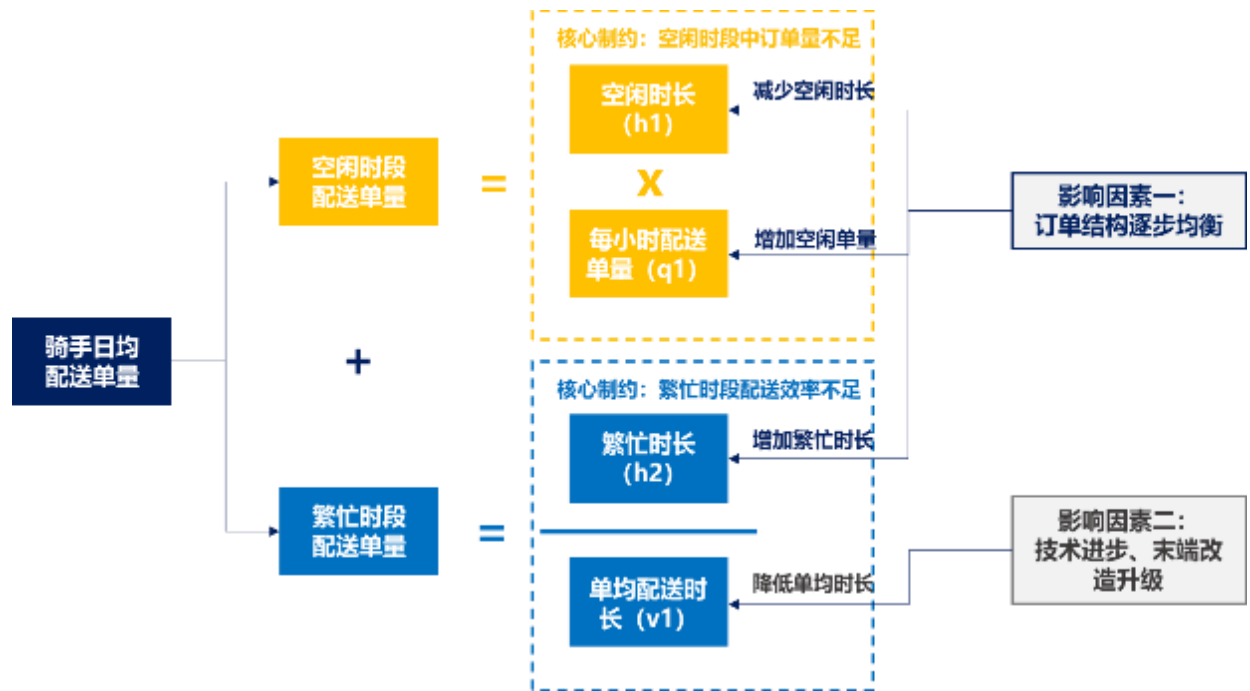 核心制约：空闲时段中订单量不足
空闲时长
（h1）
减少空闲时长
空闲时段
配送单量
=
X
每小时配送
单量（q1）
增加空闲单量
影响因素一：
订单结构逐步均衡
骑手日均
配送单量
+
核心制约：繁忙时段配送效率不足
繁忙时长
（h2）
增加繁忙时长
繁忙时段
配送单量
=
单均配送时
长（v1）
降低单均时长
影响因素二：
技术进步、末端改
造升级